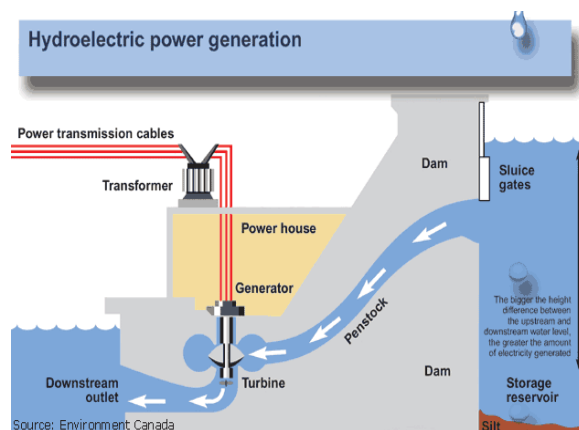 Hydroelectric power generation
Power transmission cables
Transformer
Dam
Sluice
gates
Power house
Generator
Penstock
The bigger the height
difference between
the upstream and
downstream water level,
the greater the amount
of electricity generated
Downstream
outlet
Turbine
Dam
Storage
reservoir
Silt
Source: Environment Canada